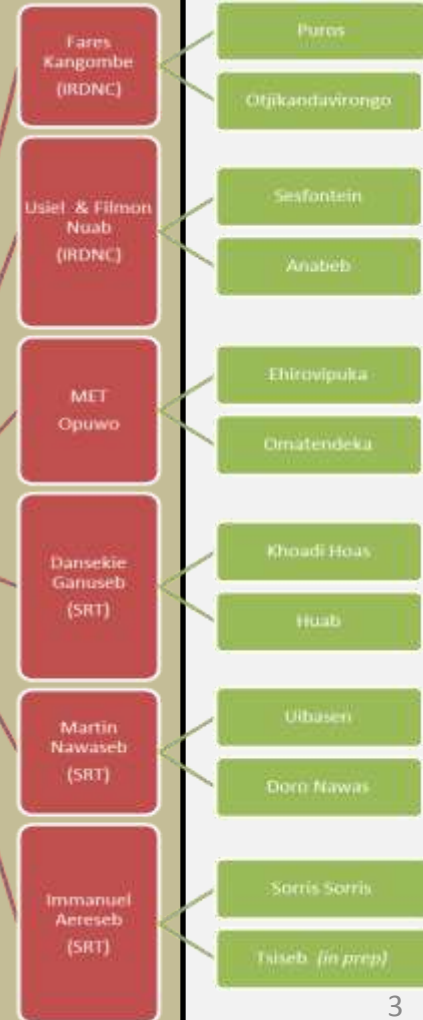 Fares
Kangombe
(IRDNC)
Puros
Otjikandavirongo
Usiel & Filmon
Nuab
(IRDNC)
Sesfontein
Anabeb
MET
Opuwo
Ehirovipuka
Omatendeka
Dansekie
Ganuseb
(SRT)
Khoadi Hoas
Huab
Martin
Nawaseb
(SRT)
Uibasen
Doro Nawas
Immanuel
Aereseb
(SRT)
Sorris Sorris
Tsiseb (in prep)
3